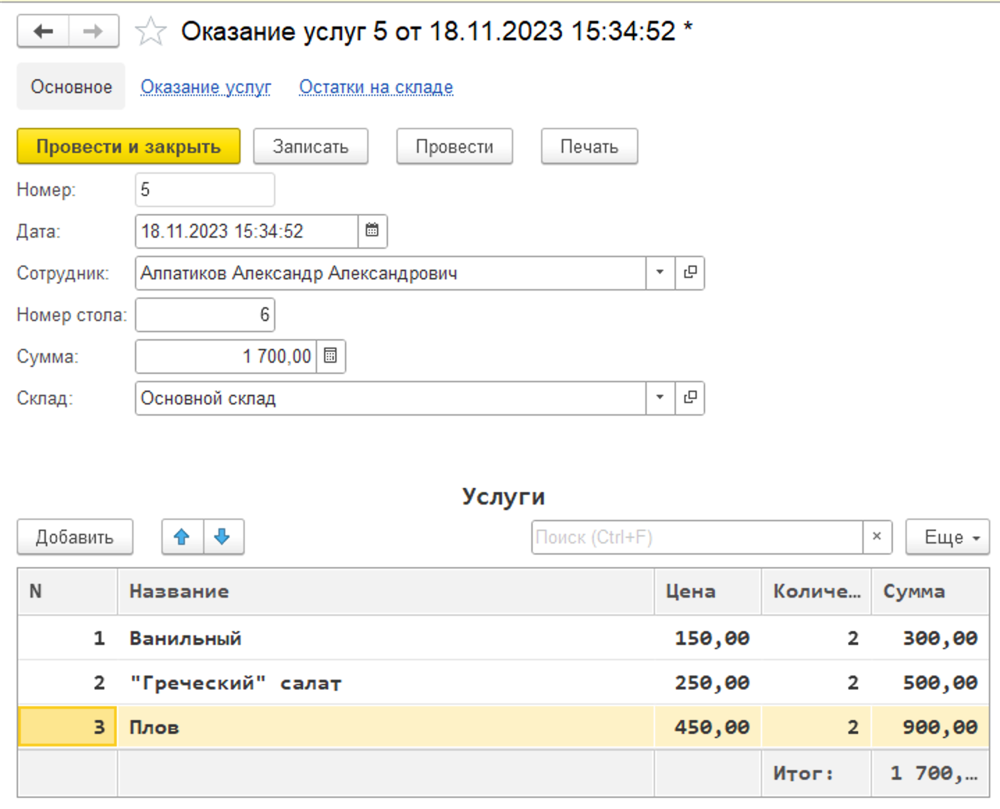 Оказание услуг 5 от 18.11.2023 15:34:52 *
Основное Оказание услуг Остатки на складе
Провести и закрыть Записать Провести Печать
Номер: 5
Дата: 18.11.2023 15:34:52
Сотрудник: Алпатиков Александр Александрович
Номер стола: 6
Сумма: 1 700,00
Склад: Основной склад
Услуги
Добавить Поиск (Ctrl+F) × Еще
N Название Цена Количе... Сумма
1 Ванильный 150,00 2 300,00
2 "Греческий" салат 250,00 2 500,00
3 Плов 450,00 2 900,00
Итог: 1 700,...